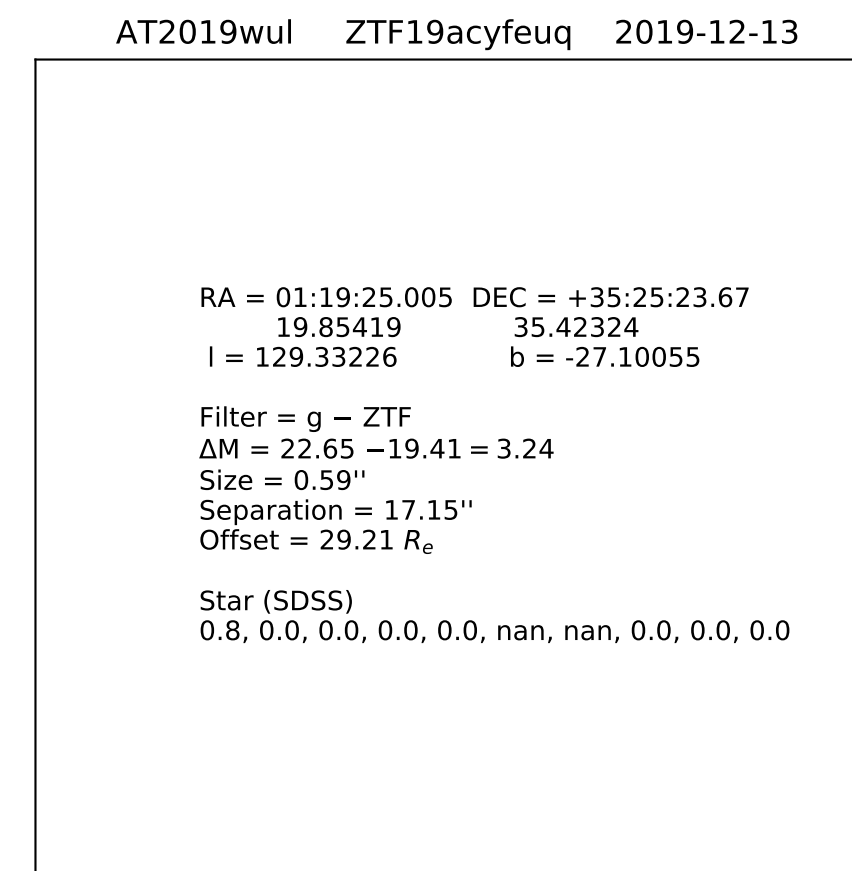 AT2019wul ZTF19acyfeuq 2019-12-13
RA = 01:19:25.005 DEC = +35:25:23.67
19.85419 35.42324
l = 129.33226 b = -27.10055
Filter = g − ZTF
ΔM = 22.65 −19.41 = 3.24
Size = 0.59''
Separation = 17.15''
Offset = 29.21 Re
Star (SDSS)
0.8, 0.0, 0.0, 0.0, 0.0, nan, nan, 0.0, 0.0, 0.0